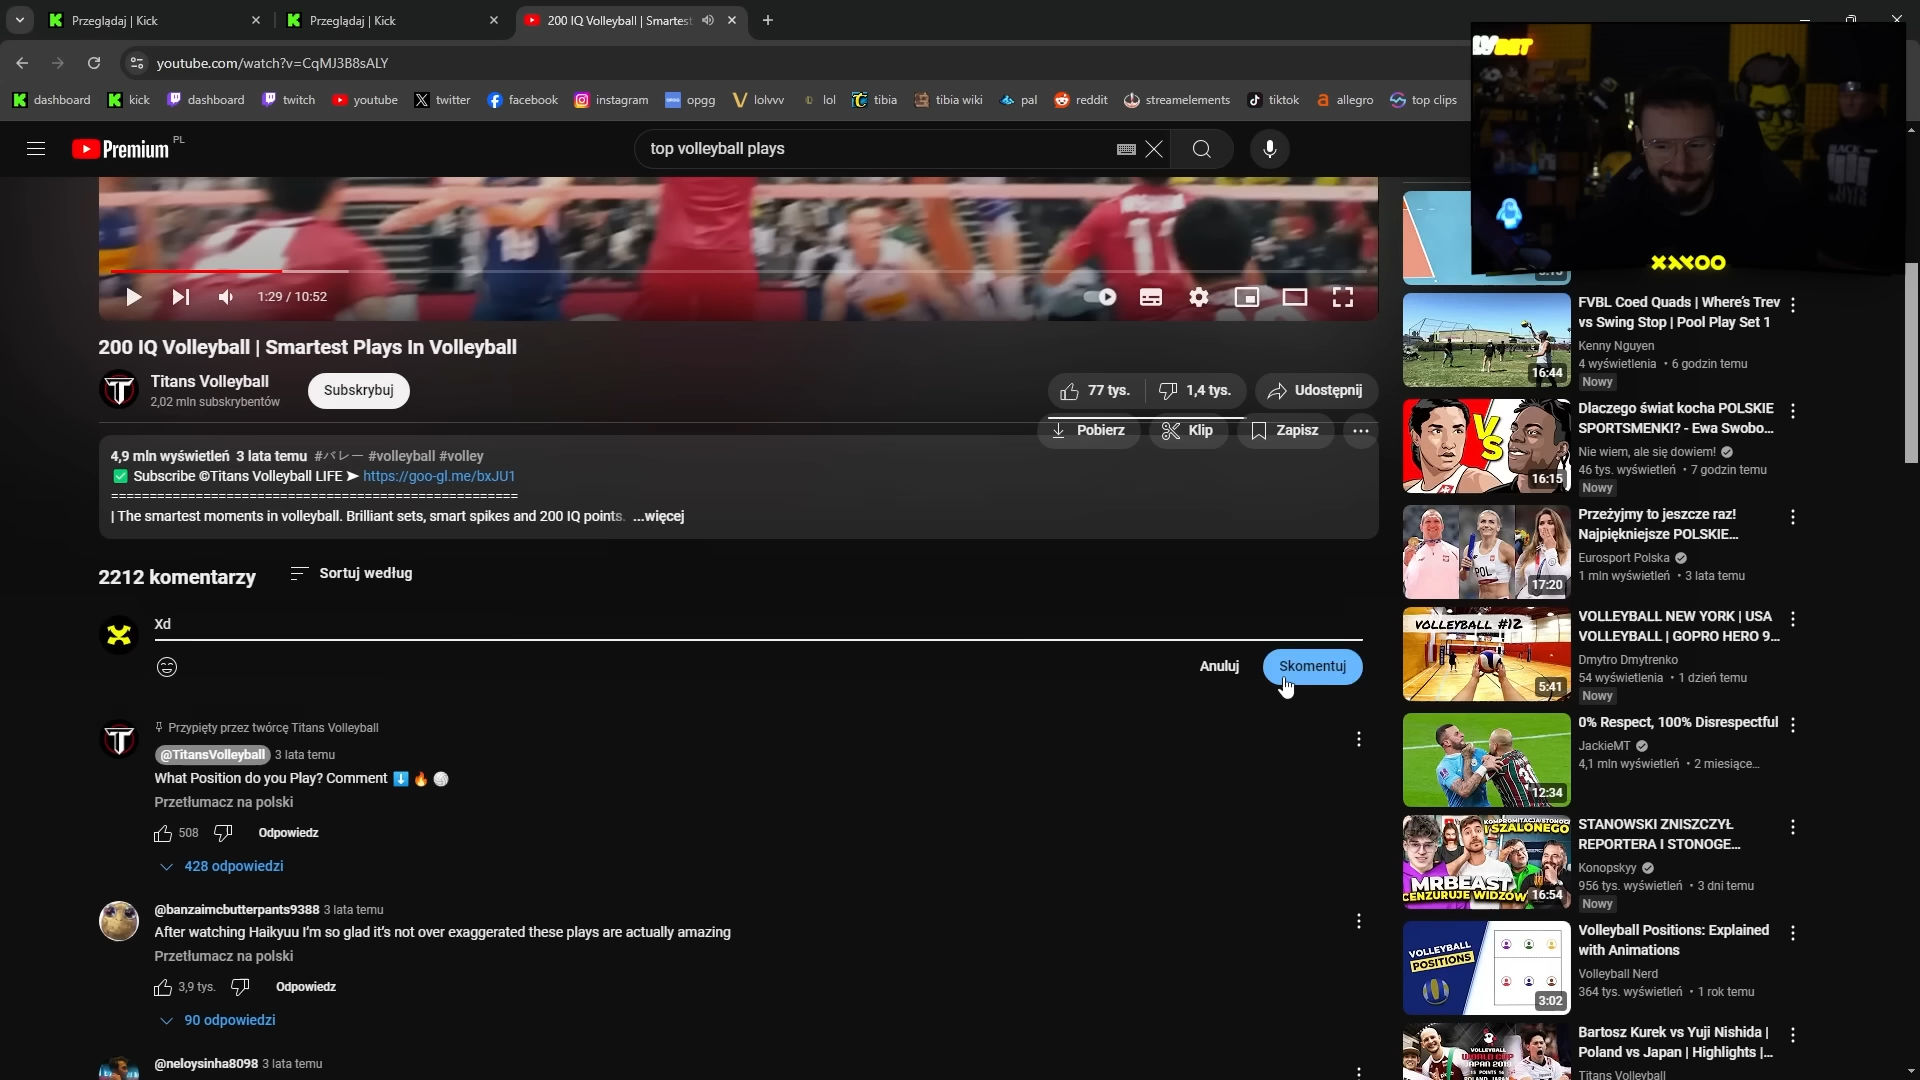 Przeglądaj | Kick
Przeglądaj | Kick
200 IQ Volleyball | Smartest
youtube.com/watch?v=CqMJ3B8sALY
dashboard
kick
dashboard
twitch
youtube
twitter
facebook
instagram
opgg
lolvvv
lol
tibia
tibia wiki
pal
reddit
streamelements
tiktok
allegro
top clips
Premium PL
top volleyball plays
BET
XAYOO
1:29 / 10:52
200 IQ Volleyball | Smartest Plays In Volleyball
Titans Volleyball
2,02 mln subskrybentów
Subskrybuj
77 tys.
1,4 tys.
Udostępnij
Pobierz
Klip
Zapisz
4,9 mln wyświetleń 3 lata temu #バレー #volleyball #volley
✅ Subscribe ©Titans Volleyball LIFE ➤ https://goo-gl.me/bxJU1
=====================================================
| The smartest moments in volleyball. Brilliant sets, smart spikes and 200 IQ points. ...więcej
2212 komentarzy
Sortuj według
Xd
Anuluj
Skomentuj
Przypięty przez twórcę Titans Volleyball
@TitansVolleyball 3 lata temu
What Position do you Play? Comment ⬇️ 🔥 🏐
Przetłumacz na polski
508
Odpowiedz
428 odpowiedzi
@banzaimcbutterpants9388 3 lata temu
After watching Haikyuu I'm so glad it's not over exaggerated these plays are actually amazing
Przetłumacz na polski
3,9 tys.
Odpowiedz
90 odpowiedzi
@neloysinha8098 3 lata temu
FVBL Coed Quads | Where's Trev
vs Swing Stop | Pool Play Set 1
Kenny Nguyen
4 wyświetlenia • 6 godzin temu
Nowy
16:44
Dlaczego świat kocha POLSKIE
SPORTSMENKI? - Ewa Swobo...
Nie wiem, ale się dowiem!
46 tys. wyświetleń • 7 godzin temu
Nowy
VS
16:15
Przeżyjmy to jeszcze raz!
Najpiękniejsze POLSKIE...
Eurosport Polska
1 mln wyświetleń • 3 lata temu
POL
17:20
VOLLEYBALL NEW YORK | USA
VOLLEYBALL | GOPRO HERO 9...
Dmytro Dmytrenko
54 wyświetlenia • 1 dzień temu
Nowy
VOLLEYBALL #12
5:41
0% Respect, 100% Disrespectful
JackieMT
4,1 mln wyświetleń • 2 miesiące...
12:34
STANOWSKI ZNISZCZYŁ
REPORTERA I STONOGE...
Konopskyy
956 tys. wyświetleń • 3 dni temu
Nowy
KOMPROMITACJA STONOGI
I SZALONEGO
MRBEAST
CENZURUJE WIDZÓW
16:54
Volleyball Positions: Explained
with Animations
Volleyball Nerd
364 tys. wyświetleń • 1 rok temu
VOLLEYBALL
POSITIONS
3:02
Bartosz Kurek vs Yuji Nishida |
Poland vs Japan | Highlights |...
Titans Volleyball
VOLLEYBALL
WORLD CUP
JAPAN 2019